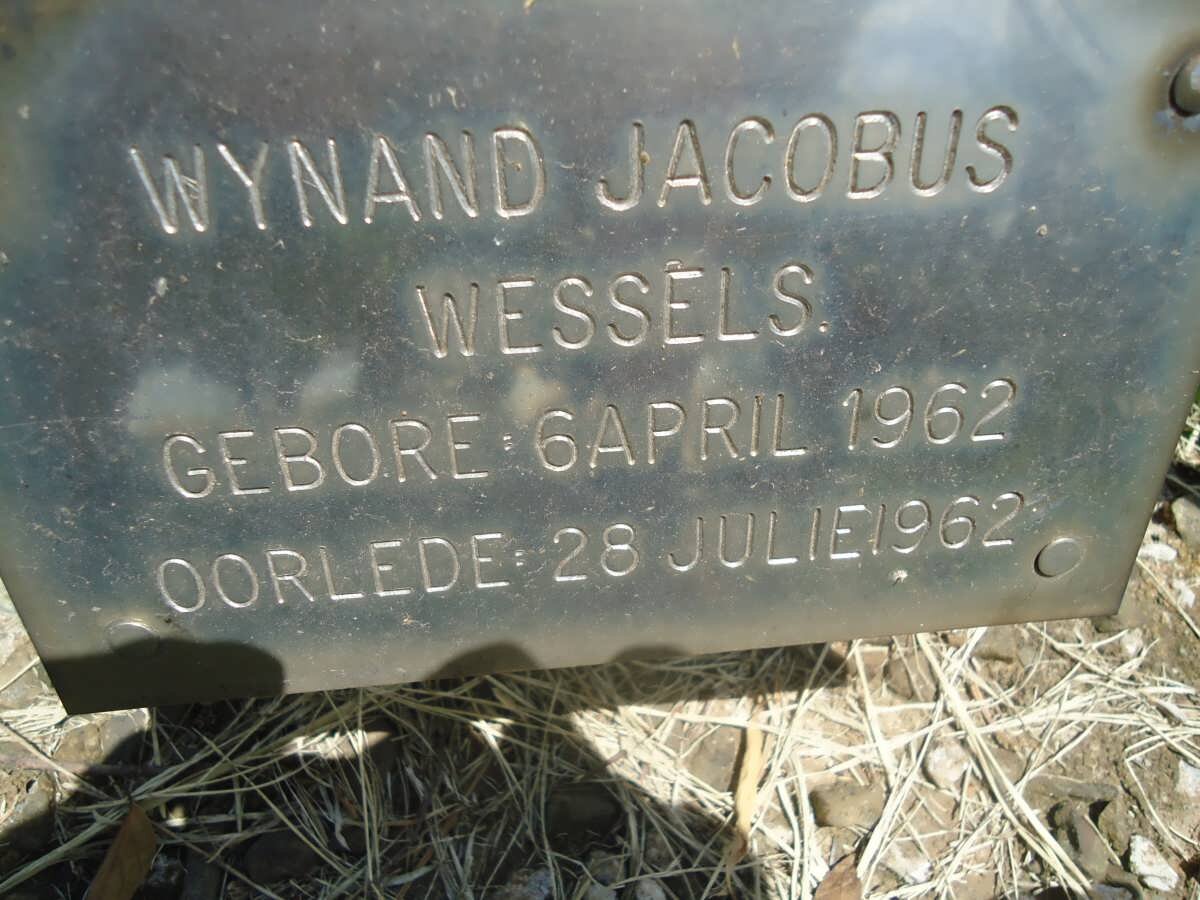 WYNAND JACOBUS
WESSELS.
GEBORE: 6 APRIL 1962
OORLEDE: 28 JULIE 1962